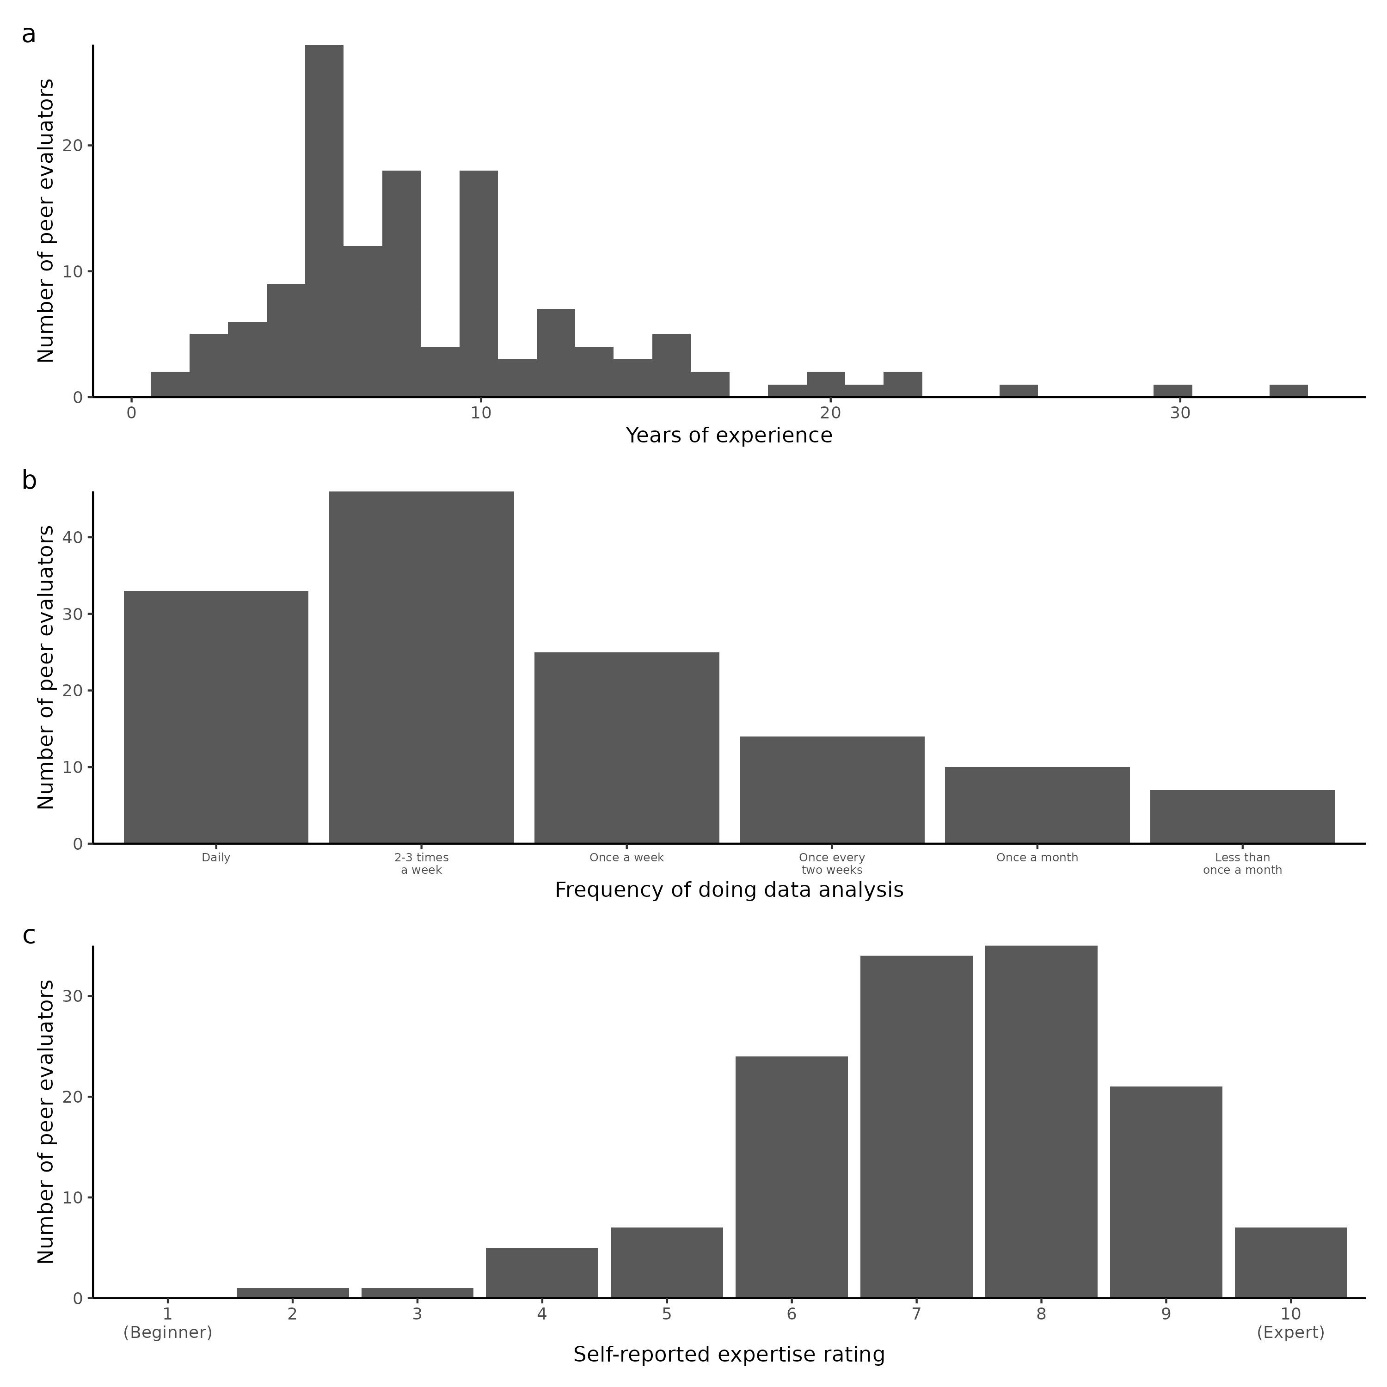 a
Number of peer evaluators
20
10
0
0 10 20 30
Years of experience
b
Number of peer evaluators
40
30
20
10
0
Daily 2-3 times a week Once a week Once every two weeks Once a month Less than once a month
Frequency of doing data analysis
c
Number of peer evaluators
30
20
10
0
1 2 3 4 5 6 7 8 9 10
(Beginner) (Expert)
Self-reported expertise rating